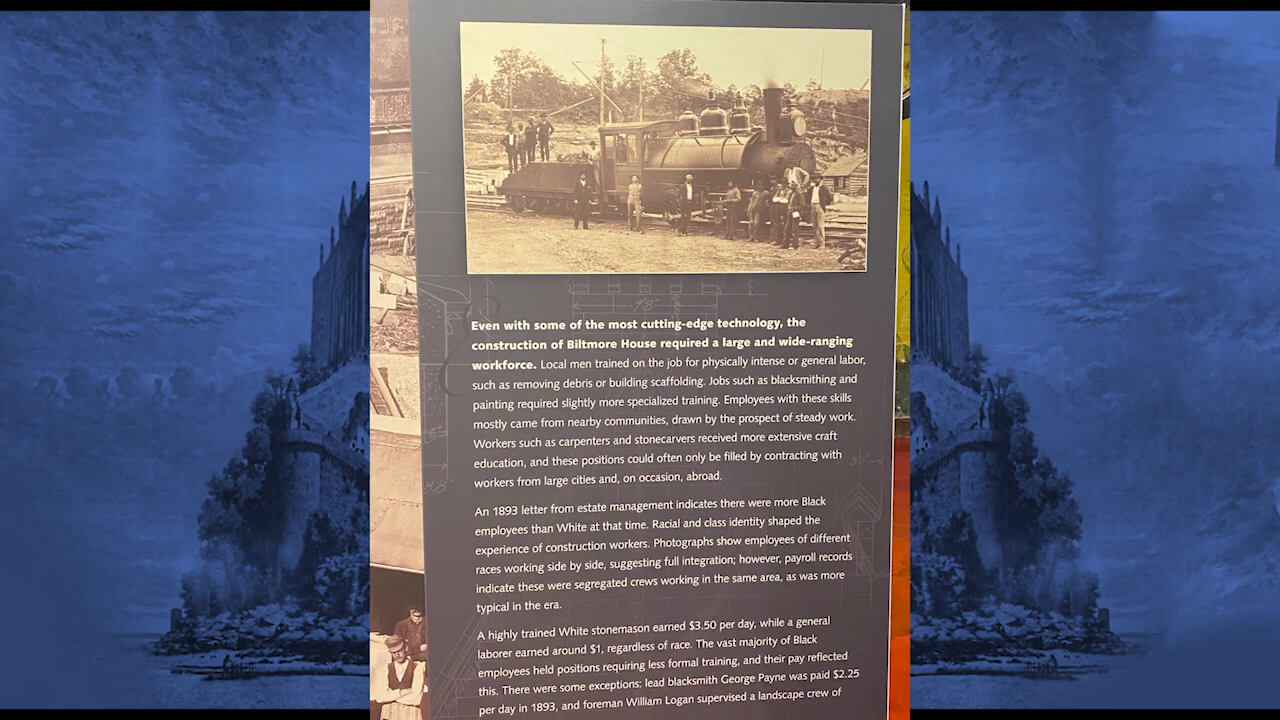 Even with some of the most cutting-edge technology, the
construction of Biltmore House required a large and wide-ranging
workforce. Local men trained on the job for physically intense or general labor,
such as removing debris or building scaffolding. Jobs such as blacksmithing and
painting required slightly more specialized training. Employees with these skills
mostly came from nearby communities, drawn by the prospect of steady work.
Workers such as carpenters and stonecarvers received more extensive craft
education, and these positions could often only be filled by contracting with
workers from large cities and, on occasion, abroad.
An 1893 letter from estate management indicates there were more Black
employees than White at that time. Racial and class identity shaped the
experience of construction workers. Photographs show employees of different
races working side by side, suggesting full integration; however, payroll records
indicate these were segregated crews working in the same area, as was more
typical in the era.
A highly trained White stonemason earned $3.50 per day, while a general
laborer earned around $1, regardless of race. The vast majority of Black
employees held positions requiring less formal training, and their pay reflected
this. There were some exceptions: lead blacksmith George Payne was paid $2.25
per day in 1893, and foreman William Logan supervised a landscape crew of